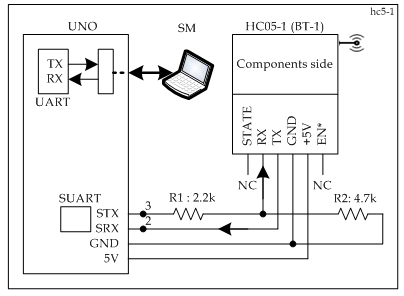 hc5-1
UNO
SM
HC05-1 (BT-1)
TX
RX
UART
Components side
STATE
RX
TX
GND
+5V
EN*
NC
NC
SUART
STX
SRX
GND
5V
3
2
R1 : 2.2k
R2: 4.7k